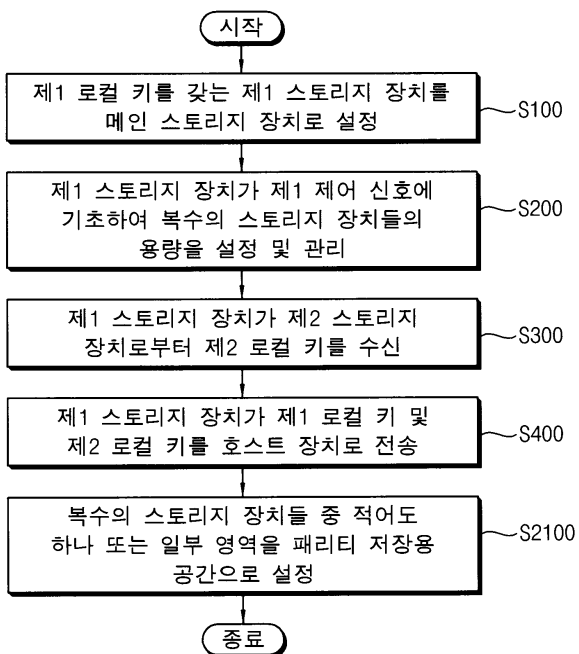 시작
제1 로컬 키를 갖는 제1 스토리지 장치를
메인 스토리지 장치로 설정
S100
제1 스토리지 장치가 제1 제어 신호에
기초하여 복수의 스토리지 장치들의
용량을 설정 및 관리
S200
제1 스토리지 장치가 제2 스토리지
장치로부터 제2 로컬 키를 수신
S300
제1 스토리지 장치가 제1 로컬 키 및
제2 로컬 키를 호스트 장치로 전송
S400
복수의 스토리지 장치들 중 적어도
하나 또는 일부 영역을 패리티 저장용
공간으로 설정
S2100
종료